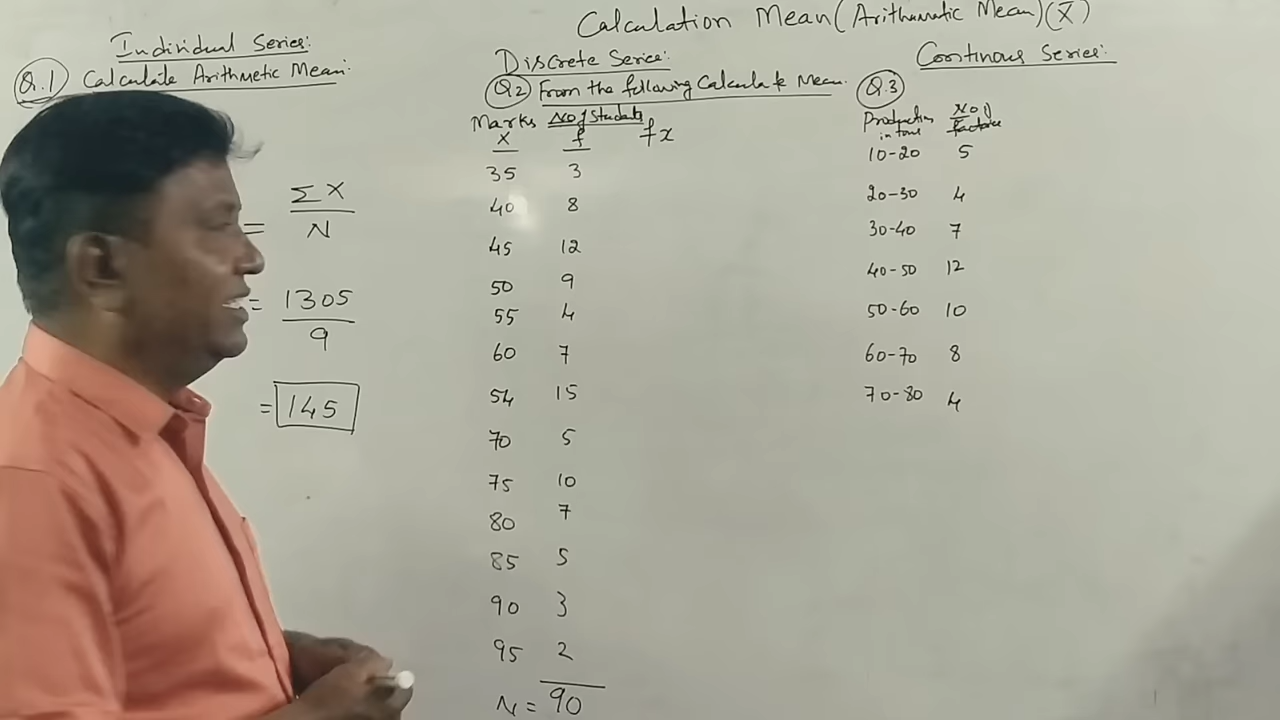 Calculation Mean (Arithmatic Mean) (X̄)
Individual Series:
Q.1 Calculate Arithmetic Mean:
= ΣX / N
= 1305 / 9
= 145
Discrete Series:
Q2 From the following Calculate Mean.
Marks No of Students
X f fx
35 3
40 8
45 12
50 9
55 4
60 7
54 15
70 5
75 10
80 7
85 5
90 3
95 2
N = 90
Continous Series:
Q.3
Production No of
in tons
10-20 5
20-30 4
30-40 7
40-50 12
50-60 10
60-70 8
70-80 4